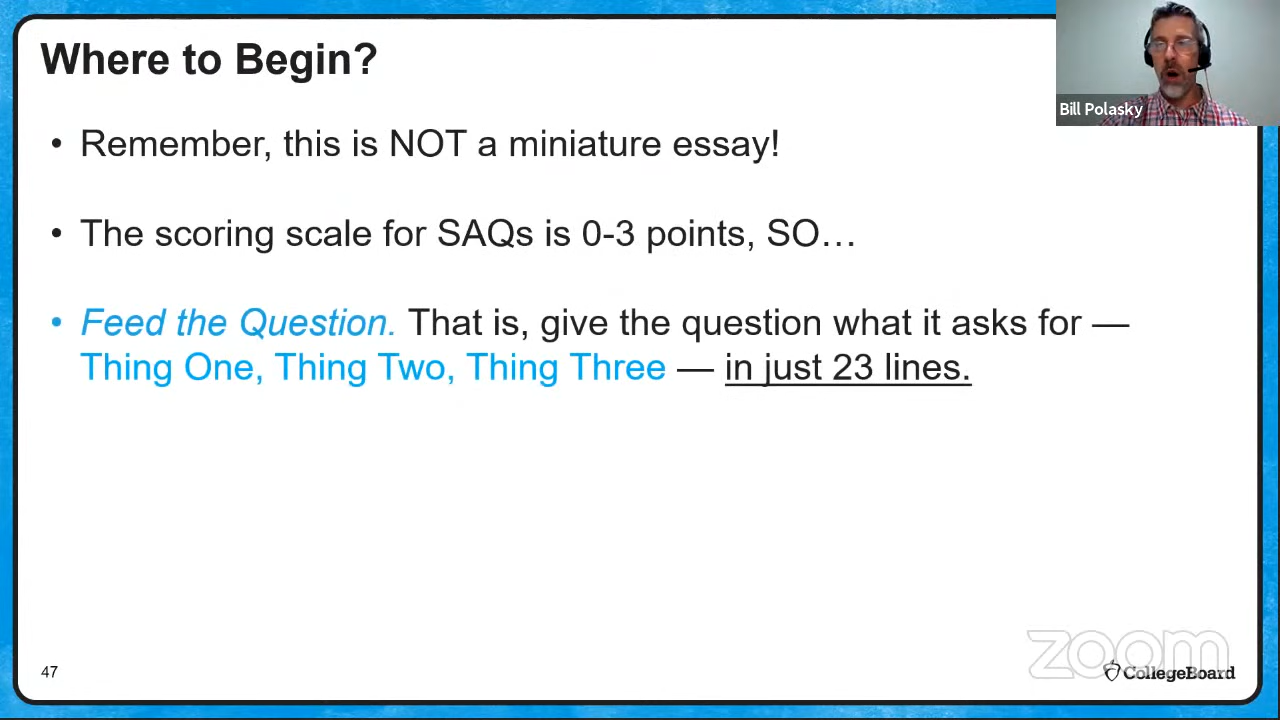 Where to Begin?
Bill Polasky
• Remember, this is NOT a miniature essay!
• The scoring scale for SAQs is 0-3 points, SO…
• Feed the Question. That is, give the question what it asks for —
Thing One, Thing Two, Thing Three — in just 23 lines.
zoom
47
CollegeBoard